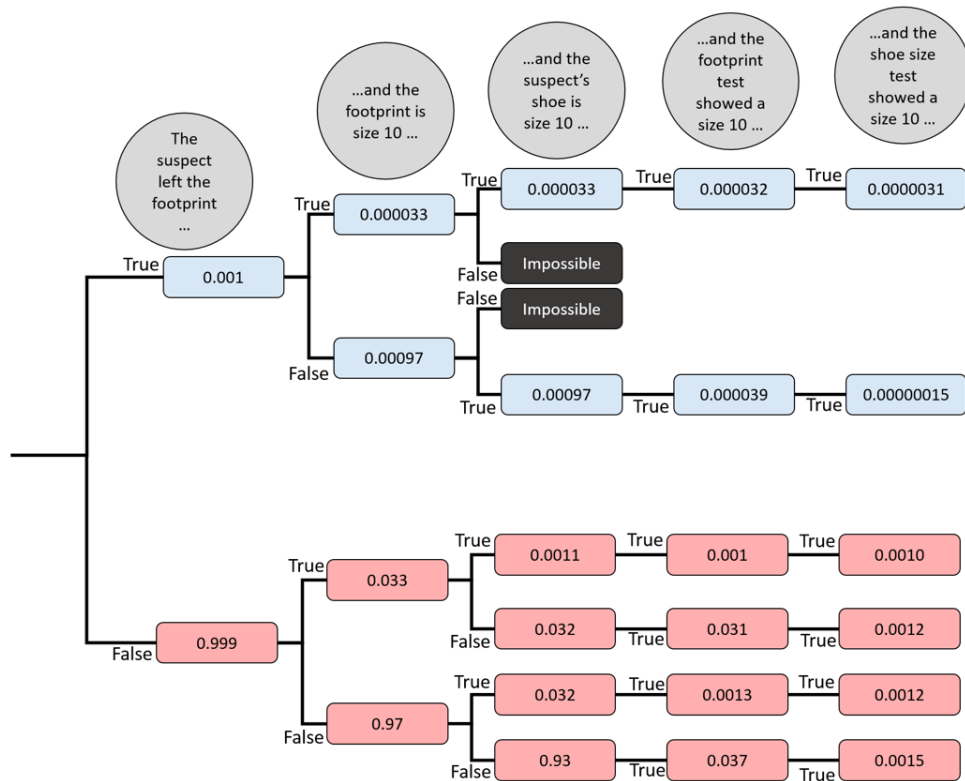 The
suspect
left the
footprint
...
...and the
footprint is
size 10 ...
...and the
suspect's
shoe is
size 10 ...
...and the
footprint
test
showed a
size 10 ...
...and the
shoe size
test
showed a
size 10 ...
True
0.001
True
0.000033
True
0.000033
True
0.000032
True
0.0000031
False
Impossible
False
Impossible
False
0.00097
True
0.00097
True
0.000039
True
0.00000015
False
0.999
True
0.033
True
0.0011
True
0.001
True
0.0010
False
0.032
True
0.031
True
0.0012
False
0.97
True
0.032
True
0.0013
True
0.0012
False
0.93
True
0.037
True
0.0015